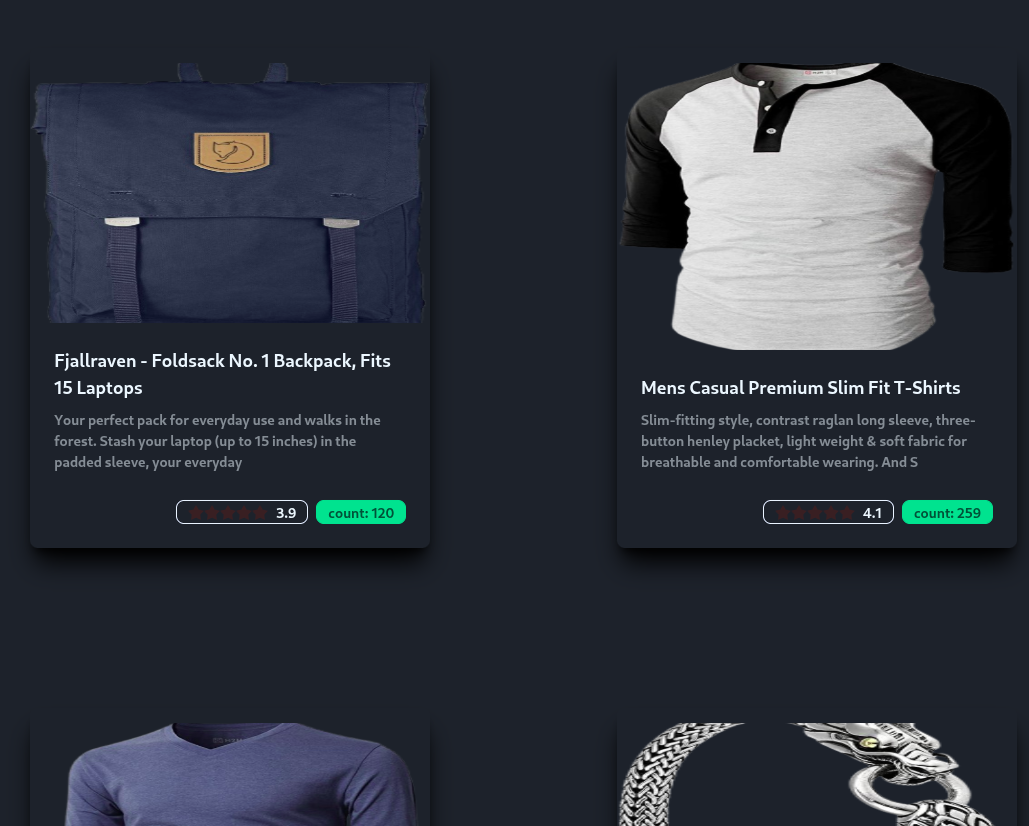 Fjallraven - Foldsack No. 1 Backpack, Fits
15 Laptops
Your perfect pack for everyday use and walks in the
forest. Stash your laptop (up to 15 inches) in the
padded sleeve, your everyday
3.9
count: 120
Mens Casual Premium Slim Fit T-Shirts
Slim-fitting style, contrast raglan long sleeve, three-
button henley placket, light weight & soft fabric for
breathable and comfortable wearing. And S
4.1
count: 259